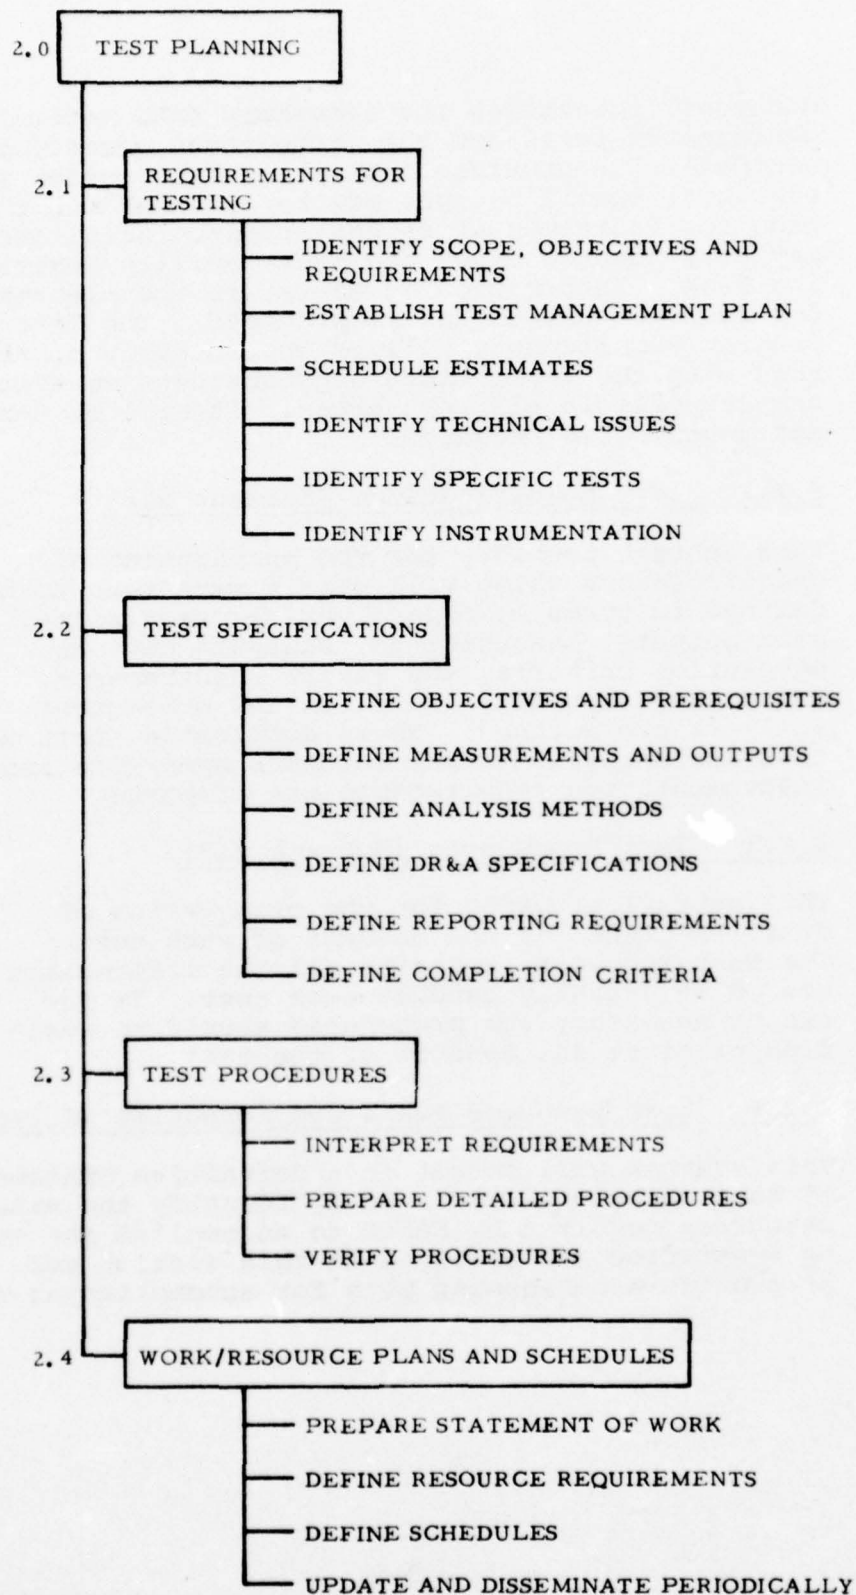 2.0 TEST PLANNING
2.1 REQUIREMENTS FOR
TESTING
IDENTIFY SCOPE, OBJECTIVES AND
REQUIREMENTS
ESTABLISH TEST MANAGEMENT PLAN
SCHEDULE ESTIMATES
IDENTIFY TECHNICAL ISSUES
IDENTIFY SPECIFIC TESTS
IDENTIFY INSTRUMENTATION
2.2 TEST SPECIFICATIONS
DEFINE OBJECTIVES AND PREREQUISITES
DEFINE MEASUREMENTS AND OUTPUTS
DEFINE ANALYSIS METHODS
DEFINE DR&A SPECIFICATIONS
DEFINE REPORTING REQUIREMENTS
DEFINE COMPLETION CRITERIA
2.3 TEST PROCEDURES
INTERPRET REQUIREMENTS
PREPARE DETAILED PROCEDURES
VERIFY PROCEDURES
2.4 WORK/RESOURCE PLANS AND SCHEDULES
PREPARE STATEMENT OF WORK
DEFINE RESOURCE REQUIREMENTS
DEFINE SCHEDULES
UPDATE AND DISSEMINATE PERIODICALLY